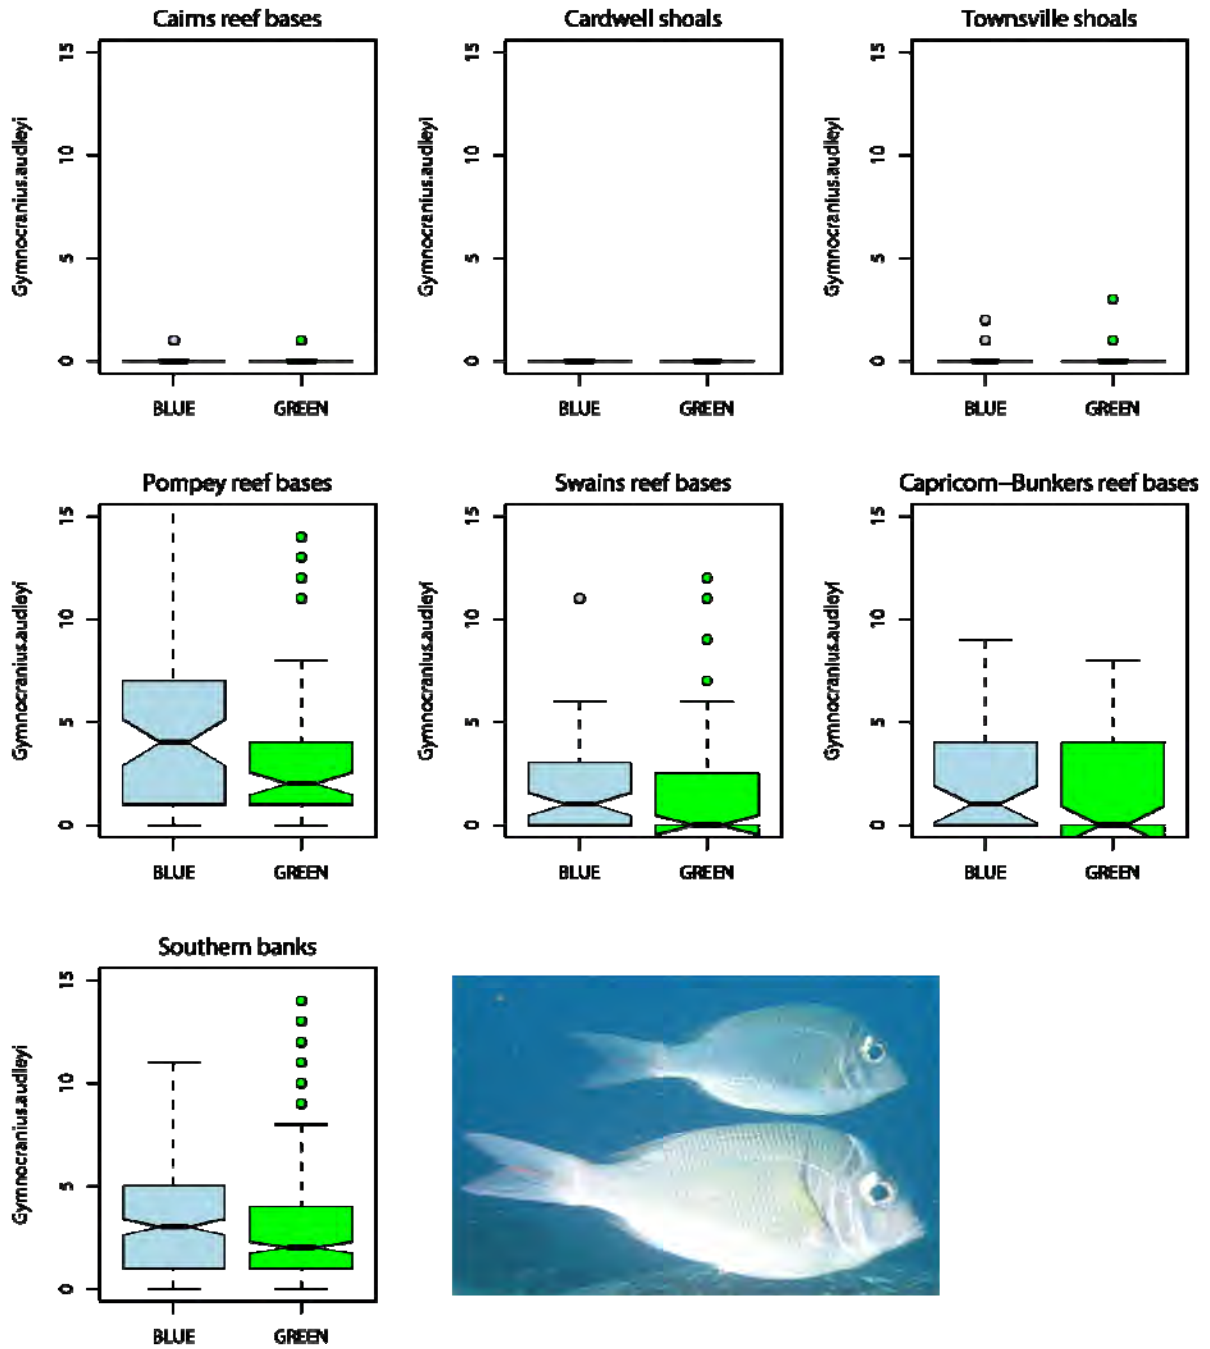 Cairns reef bases
Gymnocranius.audleyi
15
10
5
0
BLUE GREEN
Cardwell shoals
Gymnocranius.audleyi
15
10
5
0
BLUE GREEN
Townsville shoals
Gymnocranius.audleyi
15
10
5
0
BLUE GREEN
Pompey reef bases
Gymnocranius.audleyi
15
10
5
0
BLUE GREEN
Swains reef bases
Gymnocranius.audleyi
15
10
5
0
BLUE GREEN
Capricorn–Bunkers reef bases
Gymnocranius.audleyi
15
10
5
0
BLUE GREEN
Southern banks
Gymnocranius.audleyi
15
10
5
0
BLUE GREEN